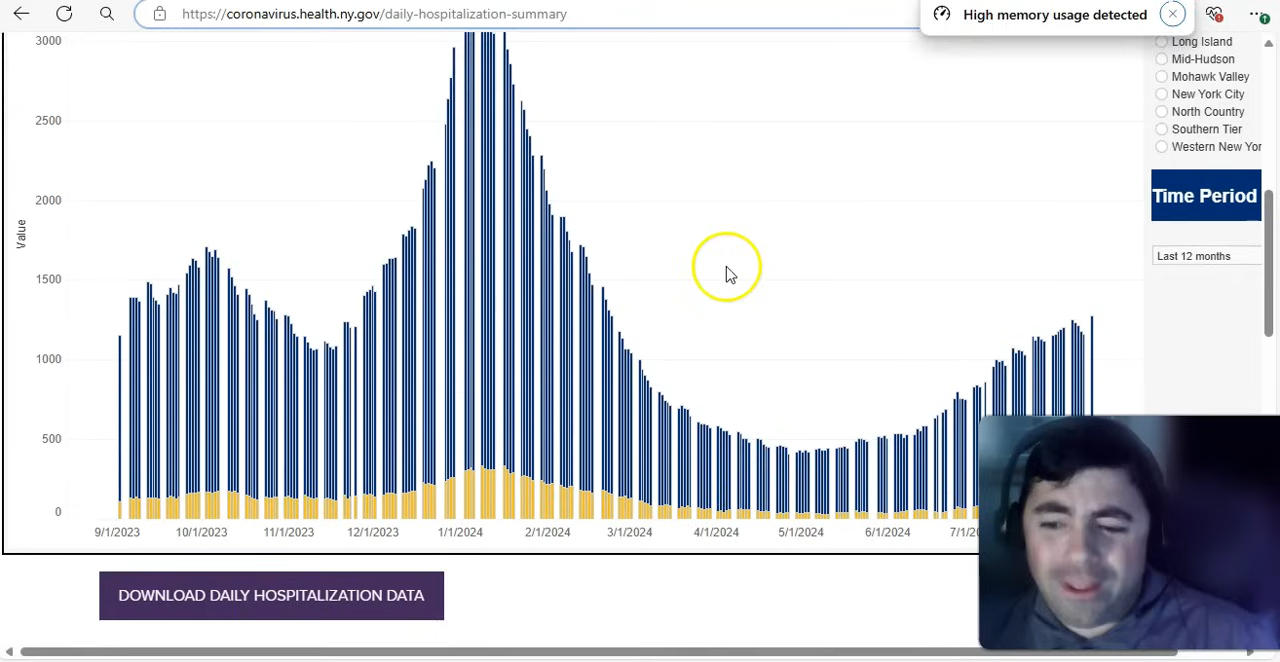 https://coronavirus.health.ny.gov/daily-hospitalization-summary
High memory usage detected
3000
2500
2000
1500
1000
500
0
Value
9/1/2023 10/1/2023 11/1/2023 12/1/2023 1/1/2024 2/1/2024 3/1/2024 4/1/2024 5/1/2024 6/1/2024 7/1
Long Island
Mid-Hudson
Mohawk Valley
New York City
North Country
Southern Tier
Western New Yor
Time Period
Last 12 months
DOWNLOAD DAILY HOSPITALIZATION DATA